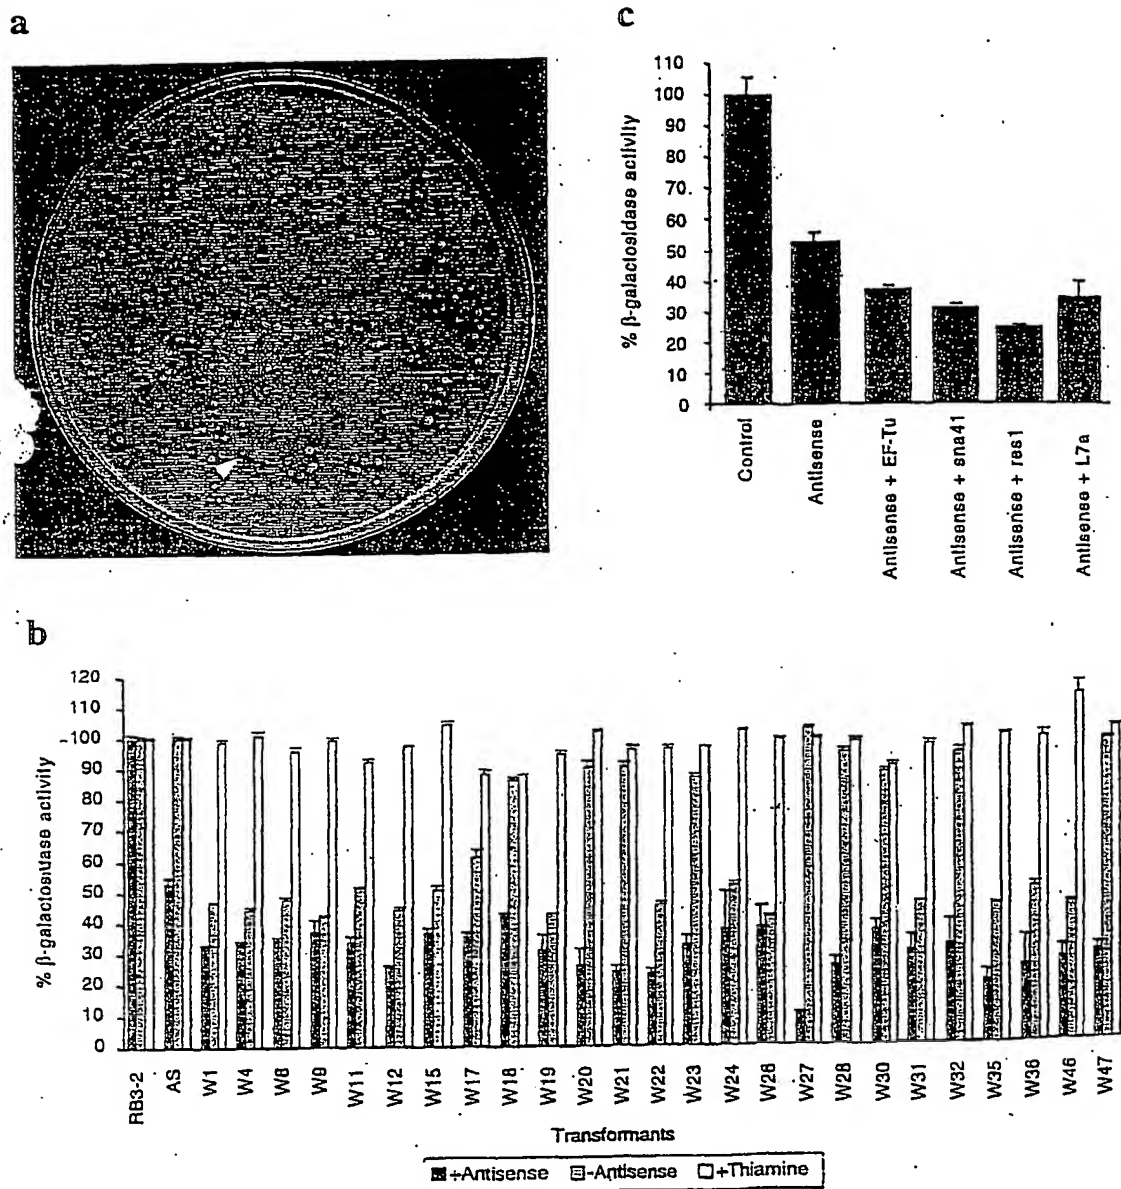 a
c
110
100
90
80
70
60
50
40
30
20
10
0
% β-galactosidase activity
Control
Antisense
Antisense + EF-Tu
Antisense + sna41
Antisense + res1
Antisense + L7a
b
120
110
100
90
80
70
60
50
40
30
20
10
0
% β-galactosidase activity
RB3-2
AS
W1
W4
W8
W9
W11
W12
W15
W17
W18
W19
W20
W21
W22
W23
W24
W26
W27
W28
W30
W31
W32
W35
W36
W46
W47
Transformants
+Antisense -Antisense +Thiamine